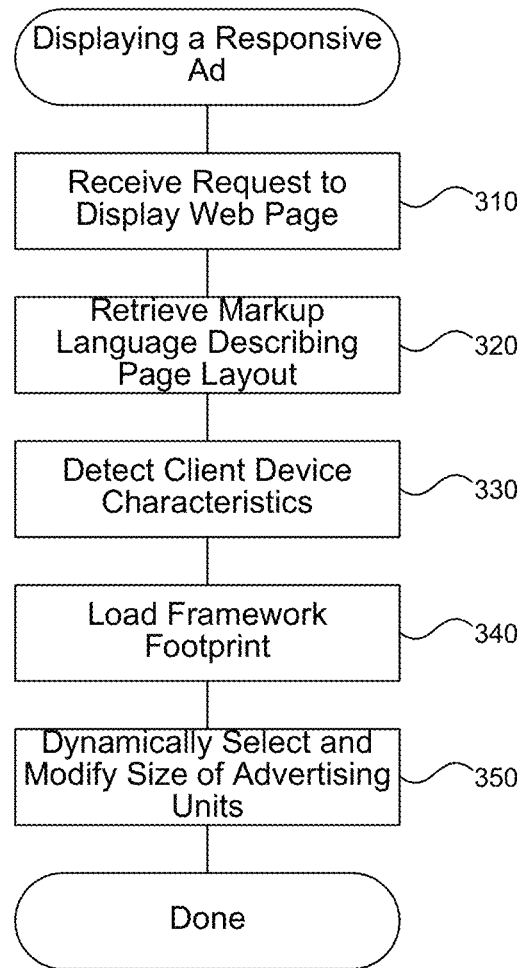 Displaying a Responsive
Ad
Receive Request to
Display Web Page
310
Retrieve Markup
Language Describing
Page Layout
320
Detect Client Device
Characteristics
330
Load Framework
Footprint
340
Dynamically Select and
Modify Size of Advertising
Units
350
Done